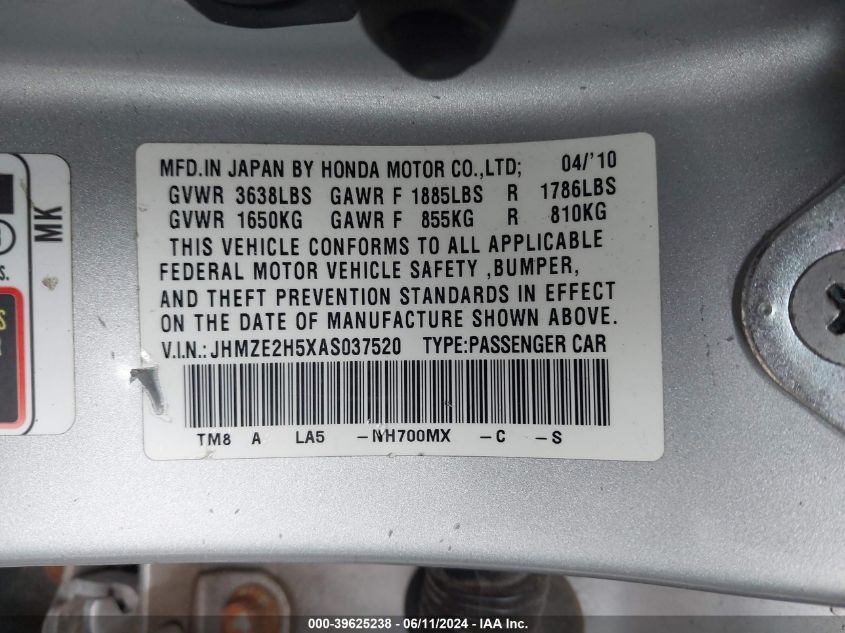 MFD.IN JAPAN BY HONDA MOTOR CO.,LTD; 04/'10
GVWR 3638LBS GAWR F 1885LBS R 1786LBS
GVWR 1650KG GAWR F 855KG R 810KG
THIS VEHICLE CONFORMS TO ALL APPLICABLE
FEDERAL MOTOR VEHICLE SAFETY ,BUMPER,
AND THEFT PREVENTION STANDARDS IN EFFECT
ON THE DATE OF MANUFACTURE SHOWN ABOVE.
V.I.N.:JHMZE2H5XAS037520 TYPE:PASSENGER CAR
TM8 A LA5 -NH700MX -C -S
MK
S.
S
000-39625238 - 06/11/2024 - IAA Inc.